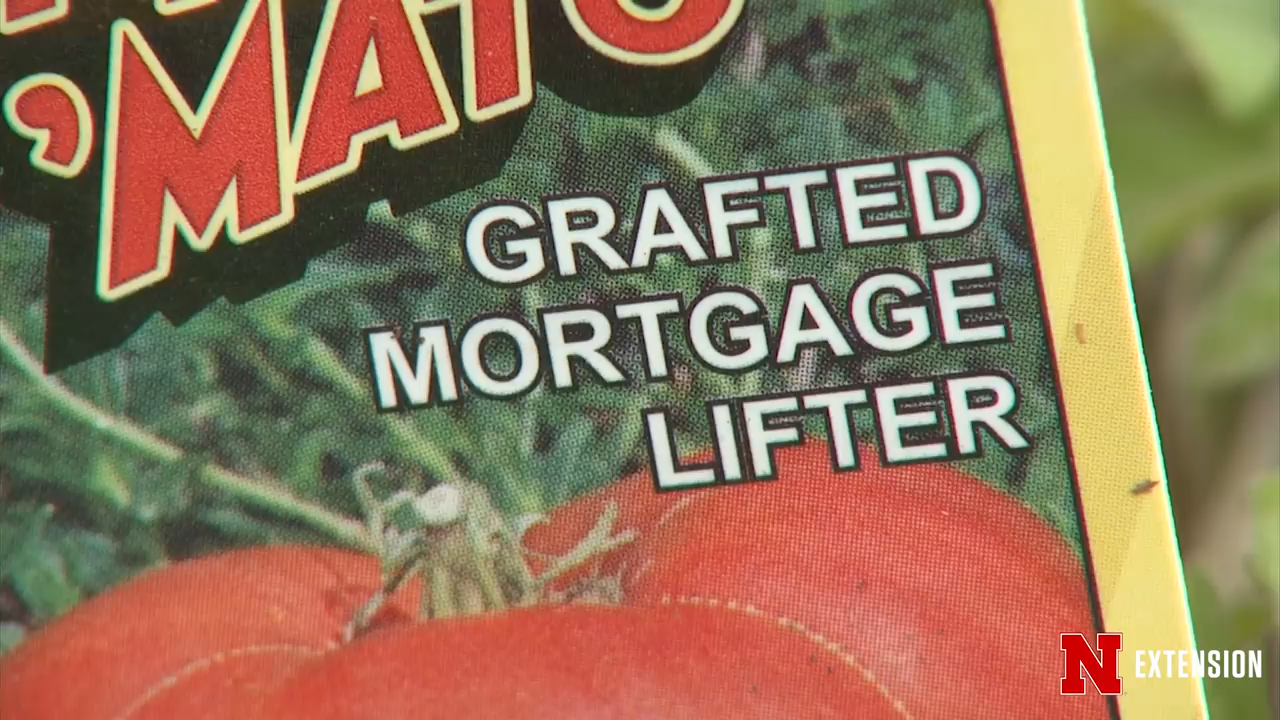 'MATO
GRAFTED
MORTGAGE
LIFTER
N EXTENSION